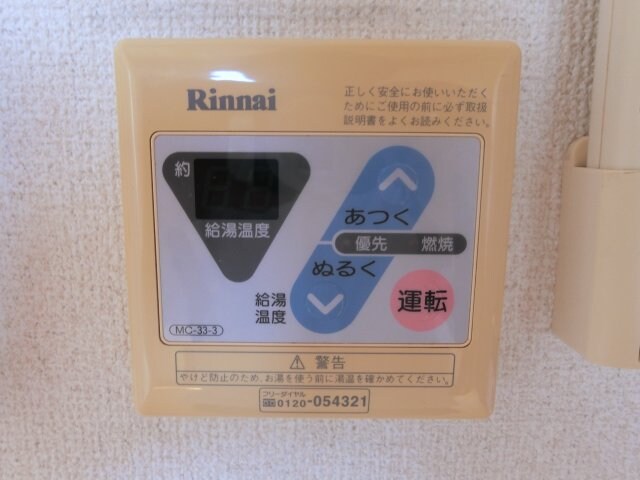 Rinnai
正しく安全にお使いいただく
ためにご使用の前に必ず取扱
説明書をよくお読みください。
約
給湯温度
あつく
優先 燃焼
ぬるく
給湯
温度
運転
MC-33-3
⚠ 警告
やけど防止のため、お湯を使う前に湯温を確かめてください。
フリーダイヤル
0120-054321